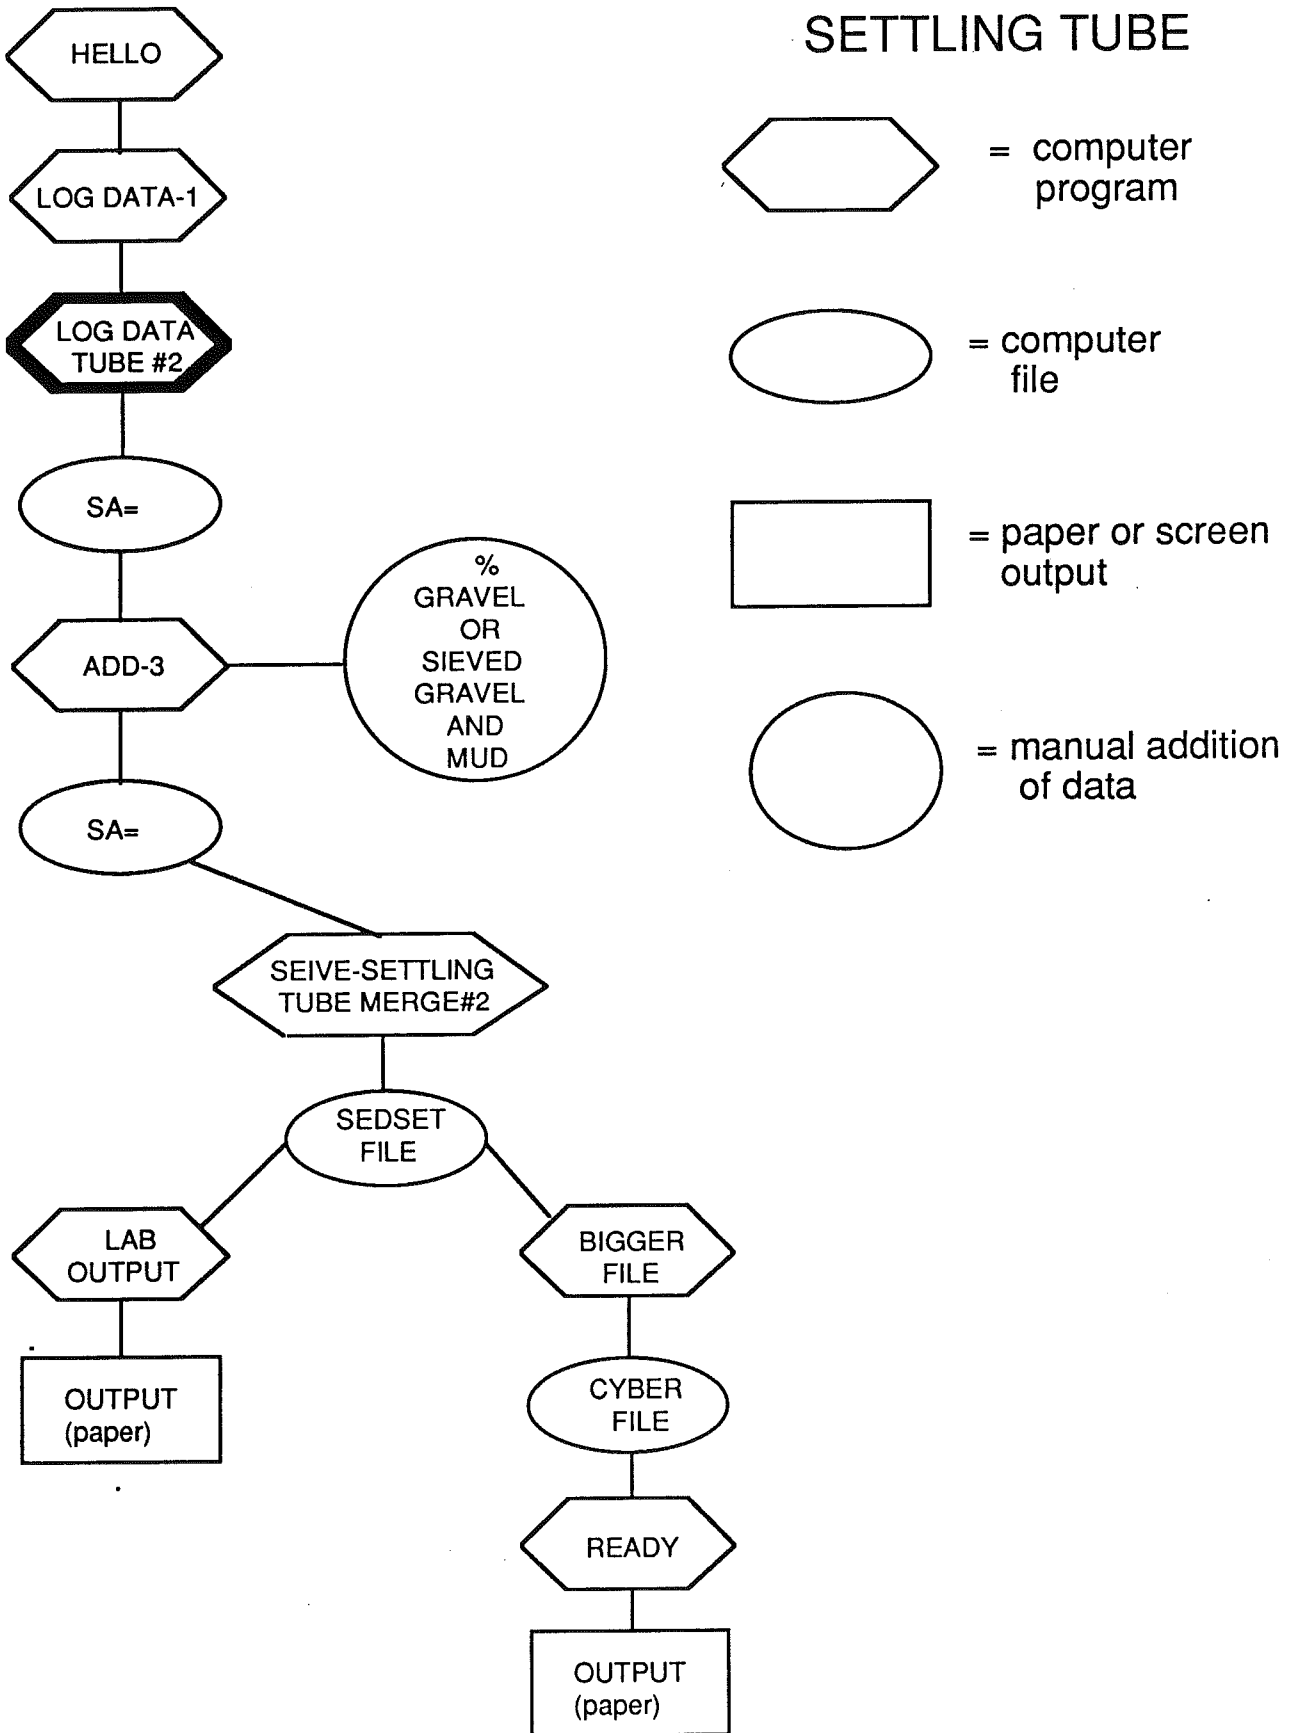 SETTLING TUBE
HELLO
LOG DATA-1
LOG DATA
TUBE #2
SA=
ADD-3
%
GRAVEL
OR
SIEVED
GRAVEL
AND
MUD
SA=
SEIVE-SETTLING
TUBE MERGE#2
SEDSET
FILE
LAB
OUTPUT
OUTPUT
(paper)
BIGGER
FILE
CYBER
FILE
READY
OUTPUT
(paper)
= computer
program
= computer
file
= paper or screen
output
= manual addition
of data